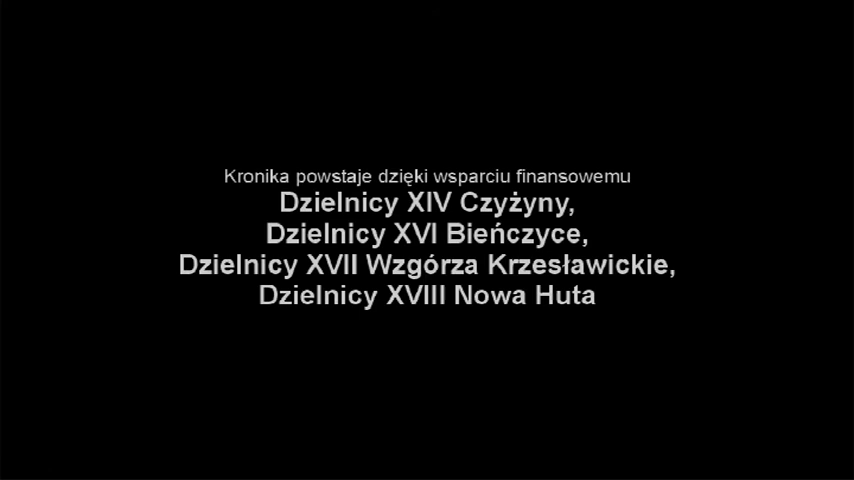 Kronika powstaje dzięki wsparciu finansowemu
Dzielnicy XIV Czyżyny,
Dzielnicy XVI Bieńczyce,
Dzielnicy XVII Wzgórza Krzesławickie,
Dzielnicy XVIII Nowa Huta